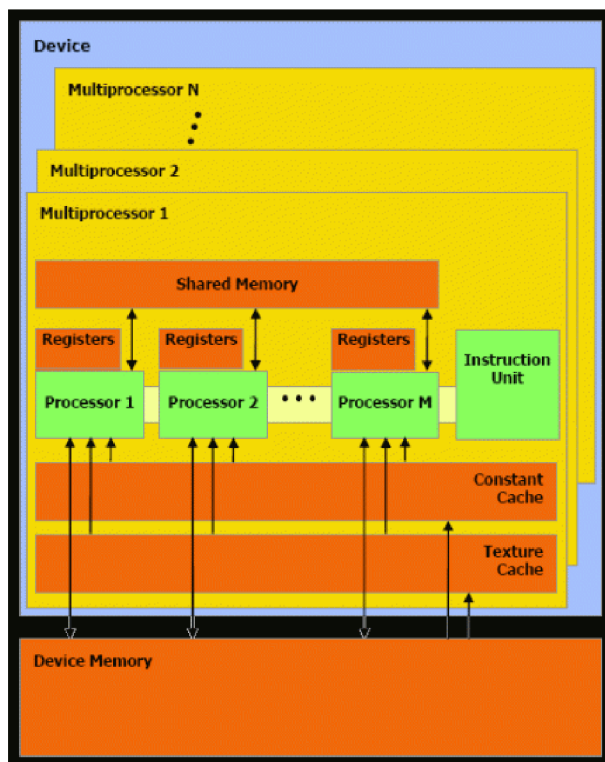 Device
Multiprocessor N
Multiprocessor 2
Multiprocessor 1
Shared Memory
Registers
Registers
Registers
Instruction
Unit
Processor 1
Processor 2
Processor M
Constant
Cache
Texture
Cache
Device Memory